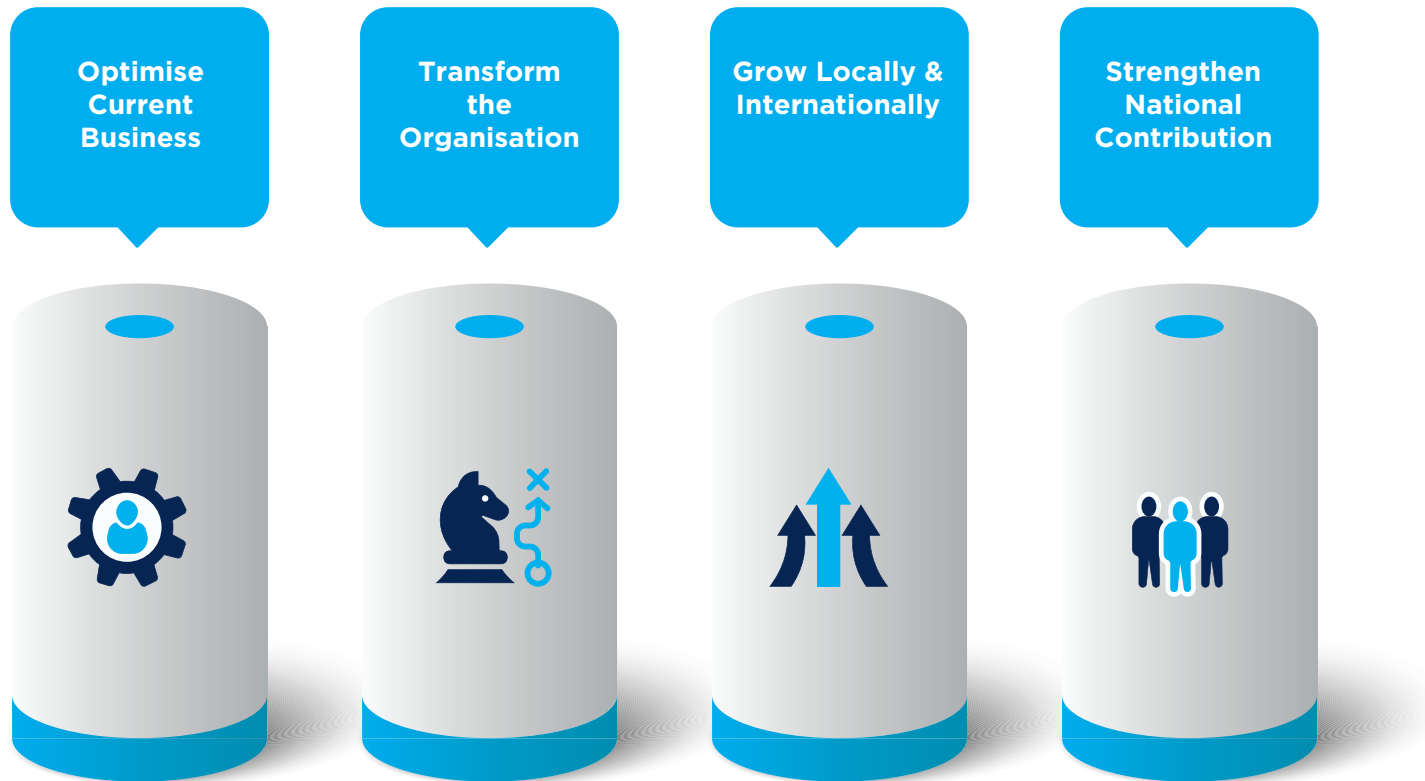 Optimise
Current
Business
Transform
the
Organisation
Grow Locally &
Internationally
Strengthen
National
Contribution